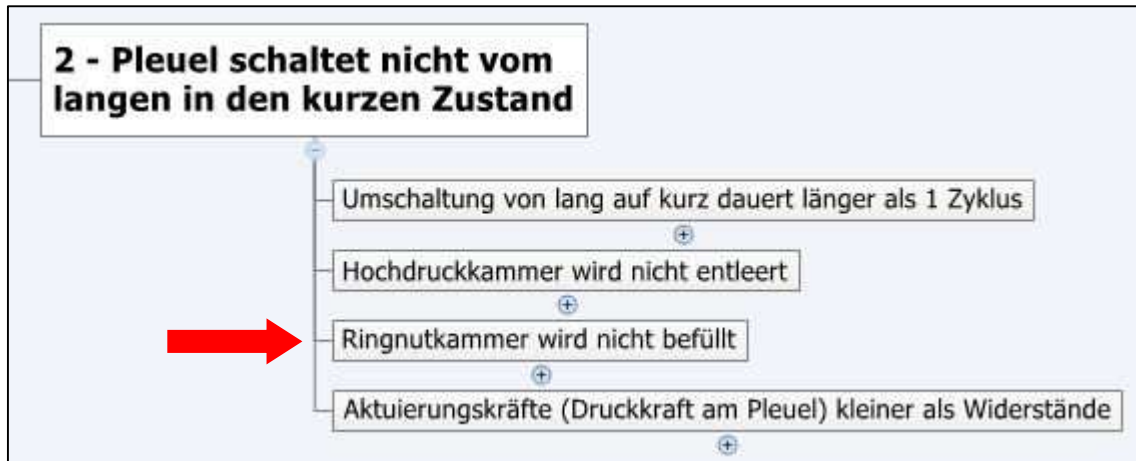 2 - Pleuel schaltet nicht vom
langen in den kurzen Zustand
Umschaltung von lang auf kurz dauert länger als 1 Zyklus
Hochdruckkammer wird nicht entleert
Ringnutkammer wird nicht befüllt
Aktuierungskräfte (Druckkraft am Pleuel) kleiner als Widerstände